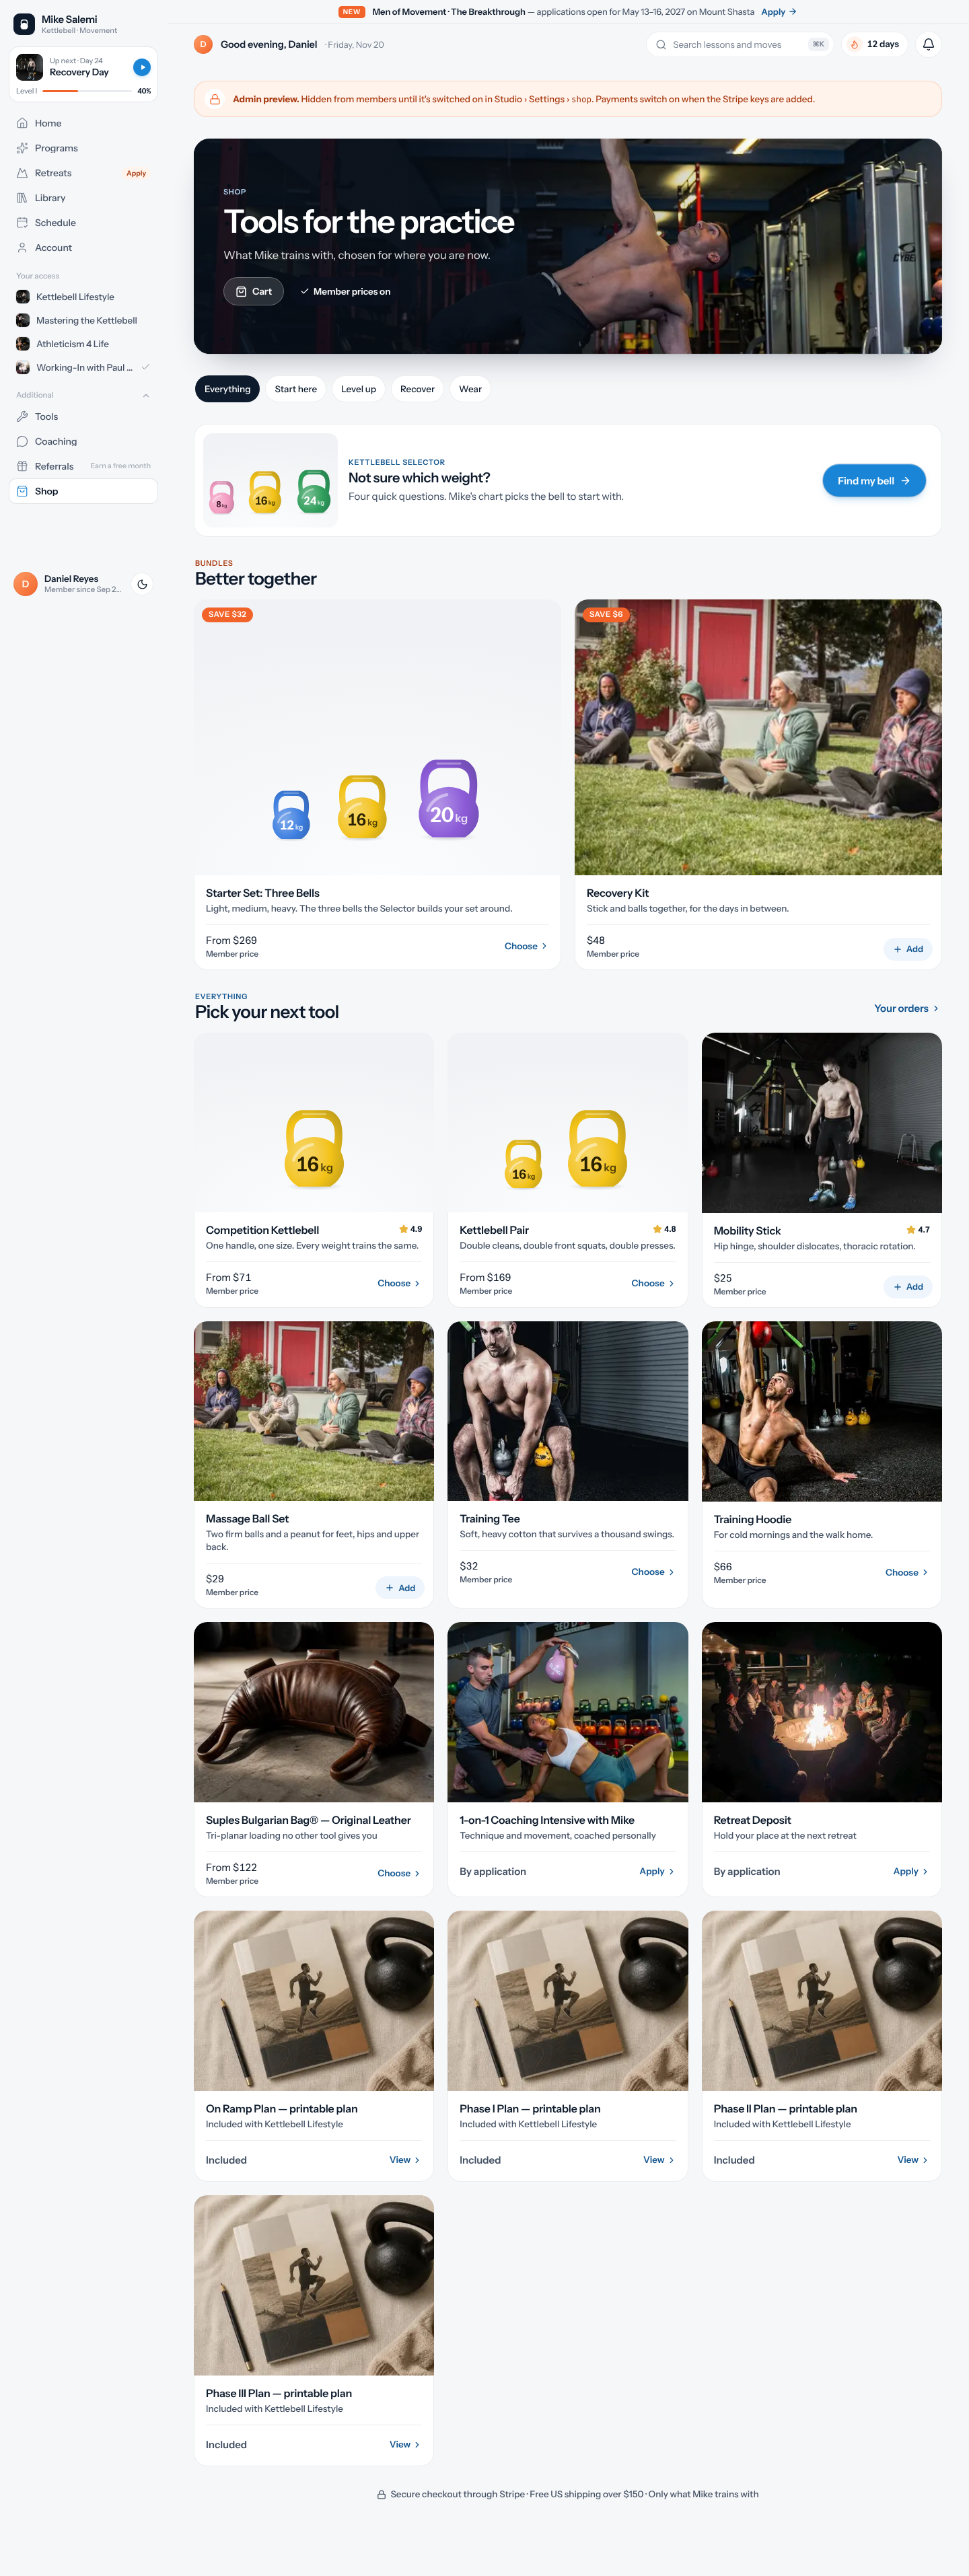 NEW Men of Movement · The Breakthrough — applications open for May 13–16, 2027 on Mount Shasta Apply
Mike Salemi
Kettlebell · Movement
Up next · Day 24
Recovery Day
Level I 40%
Home
Programs
Retreats Apply
Library
Schedule
Account
Your access
Kettlebell Lifestyle
Mastering the Kettlebell
Athleticism 4 Life
Working-In with Paul ...
Additional
Tools
Coaching
Referrals Earn a free month
Shop
D
Daniel Reyes
Member since Sep 2...
D Good evening, Daniel · Friday, Nov 20
Search lessons and moves ⌘K
12 days
Admin preview. Hidden from members until it's switched on in Studio › Settings › shop. Payments switch on when the Stripe keys are added.
SHOP
Tools for the practice
What Mike trains with, chosen for where you are now.
Cart
Member prices on
CYBE
Everything
Start here
Level up
Recover
Wear
8 kg
16 kg
24 kg
KETTLEBELL SELECTOR
Not sure which weight?
Four quick questions. Mike's chart picks the bell to start with.
Find my bell
BUNDLES
Better together
SAVE $32
12 kg
16 kg
20 kg
Starter Set: Three Bells
Light, medium, heavy. The three bells the Selector builds your set around.
From $269
Member price
Choose
SAVE $6
Recovery Kit
Stick and balls together, for the days in between.
$48
Member price
Add
EVERYTHING
Pick your next tool
Your orders
16 kg
Competition Kettlebell 4.9
One handle, one size. Every weight trains the same.
From $71
Member price
Choose
16 kg
16 kg
Kettlebell Pair 4.8
Double cleans, double front squats, double presses.
From $169
Member price
Choose
Mobility Stick 4.7
Hip hinge, shoulder dislocates, thoracic rotation.
$25
Member price
Add
Massage Ball Set
Two firm balls and a peanut for feet, hips and upper
back.
$29
Member price
Add
Training Tee
Soft, heavy cotton that survives a thousand swings.
$32
Member price
Choose
Training Hoodie
For cold mornings and the walk home.
$66
Member price
Choose
Suples Bulgarian Bag® — Original Leather
Tri-planar loading no other tool gives you
From $122
Member price
Choose
1-on-1 Coaching Intensive with Mike
Technique and movement, coached personally
By application
Apply
Retreat Deposit
Hold your place at the next retreat
By application
Apply
On Ramp Plan — printable plan
Included with Kettlebell Lifestyle
Included
View
Phase I Plan — printable plan
Included with Kettlebell Lifestyle
Included
View
Phase II Plan — printable plan
Included with Kettlebell Lifestyle
Included
View
Phase III Plan — printable plan
Included with Kettlebell Lifestyle
Included
View
Secure checkout through Stripe · Free US shipping over $150 · Only what Mike trains with